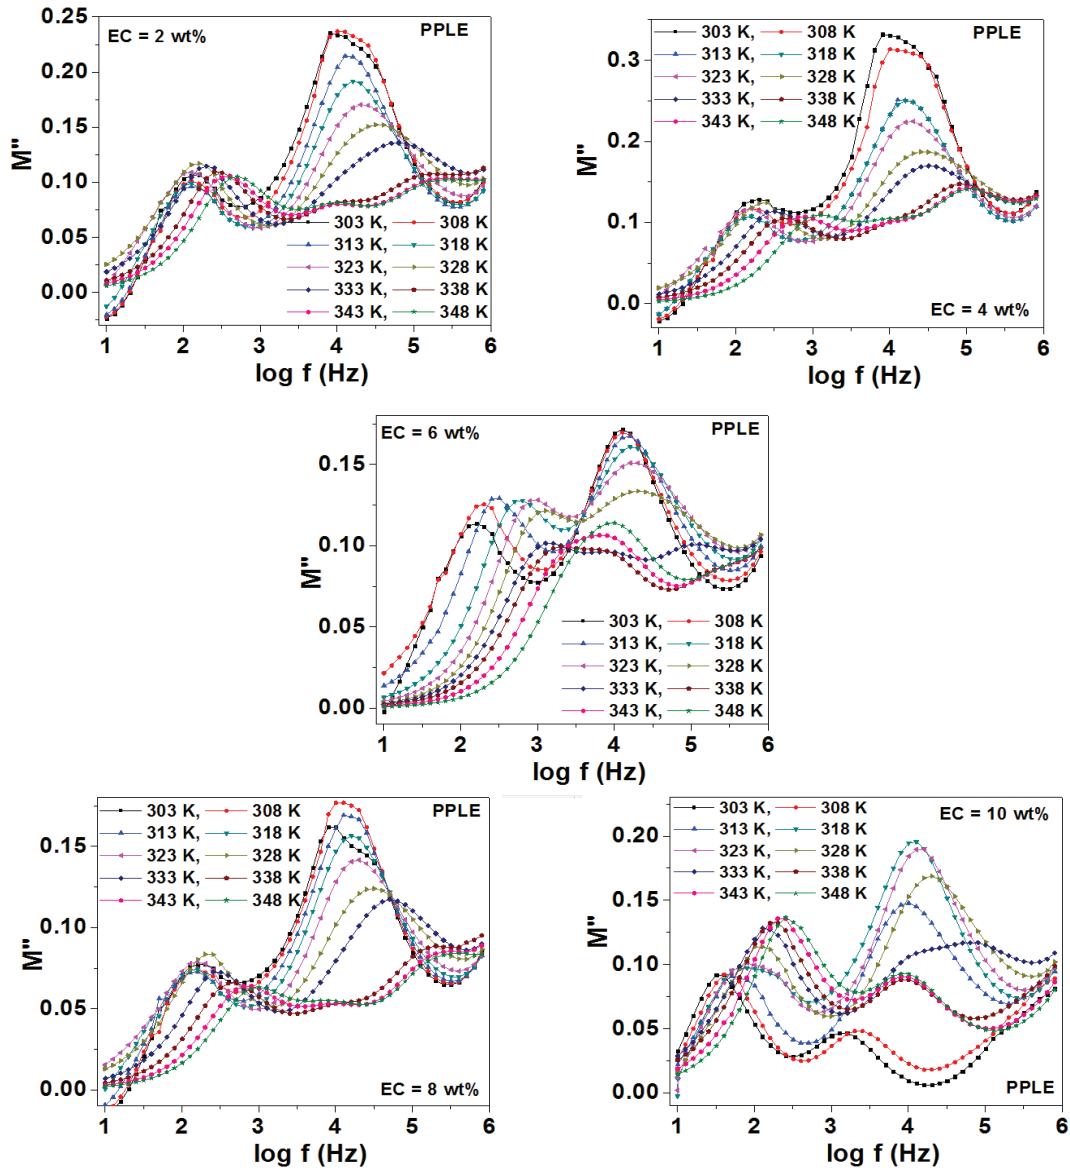 EC = 2 wt%
PPLE
0.25
0.20
0.15
0.10
0.05
0.00
M"
303 K, 308 K
313 K, 318 K
323 K, 328 K
333 K, 338 K
343 K, 348 K
1 2 3 4 5 6
log f (Hz)
303 K, 308 K
313 K, 318 K
323 K, 328 K
333 K, 338 K
343 K, 348 K
PPLE
0.3
0.2
0.1
0.0
M"
EC = 4 wt%
1 2 3 4 5 6
log f (Hz)
EC = 6 wt%
PPLE
0.15
0.10
0.05
0.00
M"
303 K, 308 K
313 K, 318 K
323 K, 328 K
333 K, 338 K
343 K, 348 K
1 2 3 4 5 6
log f (Hz)
303 K, 308 K
313 K, 318 K
323 K, 328 K
333 K, 338 K
343 K, 348 K
PPLE
0.15
0.10
0.05
0.00
M"
EC = 8 wt%
1 2 3 4 5 6
log f (Hz)
303 K, 308 K
313 K, 318 K
323 K, 328 K
333 K, 338 K
343 K, 348 K
EC = 10 wt%
0.20
0.15
0.10
0.05
0.00
M"
PPLE
1 2 3 4 5 6
log f (Hz)